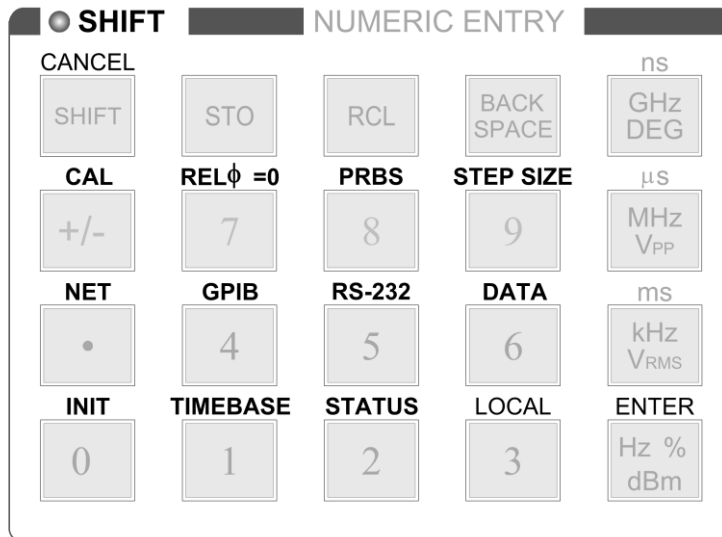 SHIFT NUMERIC ENTRY
CANCEL ns
SHIFT STO RCL BACK SPACE GHz DEG
CAL RELϕ =0 PRBS STEP SIZE μs
+/- 7 8 9 MHz VPP
NET GPIB RS-232 DATA ms
• 4 5 6 kHz VRMS
INIT TIMEBASE STATUS LOCAL ENTER
0 1 2 3 Hz % dBm